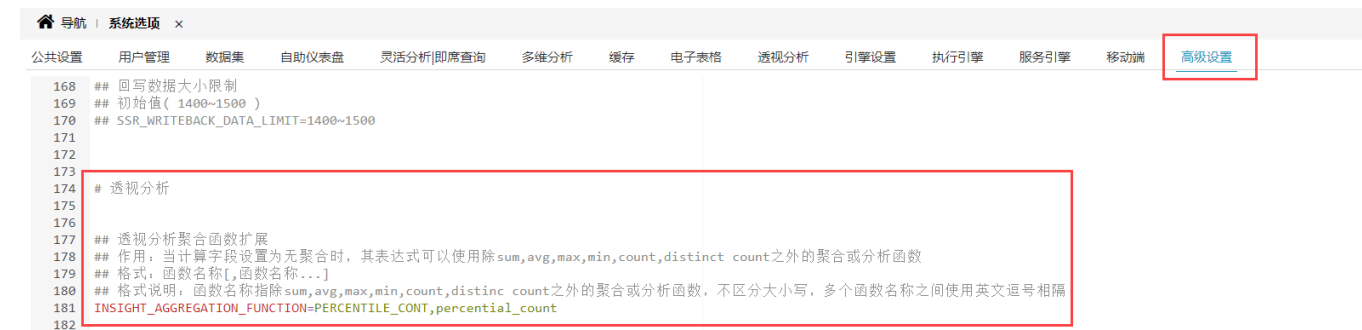 导航 系统选项 ×
公共设置 用户管理 数据集 自助仪表盘 灵活分析|即席查询 多维分析 缓存 电子表格 透视分析 引擎设置 执行引擎 服务引擎 移动端 高级设置
168 ## 回写数据大小限制
169 ## 初始值( 1400~1500 )
170 ## SSR_WRITEBACK_DATA_LIMIT=1400~1500
171
172
173
174 # 透视分析
175
176
177 ## 透视分析聚合函数扩展
178 ## 作用：当计算字段设置为无聚合时，其表达式可以使用除sum,avg,max,min,count,distinct count之外的聚合或分析函数
179 ## 格式：函数名称[,函数名称...]
180 ## 格式说明：函数名称指除sum,avg,max,min,count,distinc count之外的聚合或分析函数，不区分大小写，多个函数名称之间使用英文逗号相隔
181 INSIGHT_AGGREGATION_FUNCTION=PERCENTILE_CONT,percential_count
182